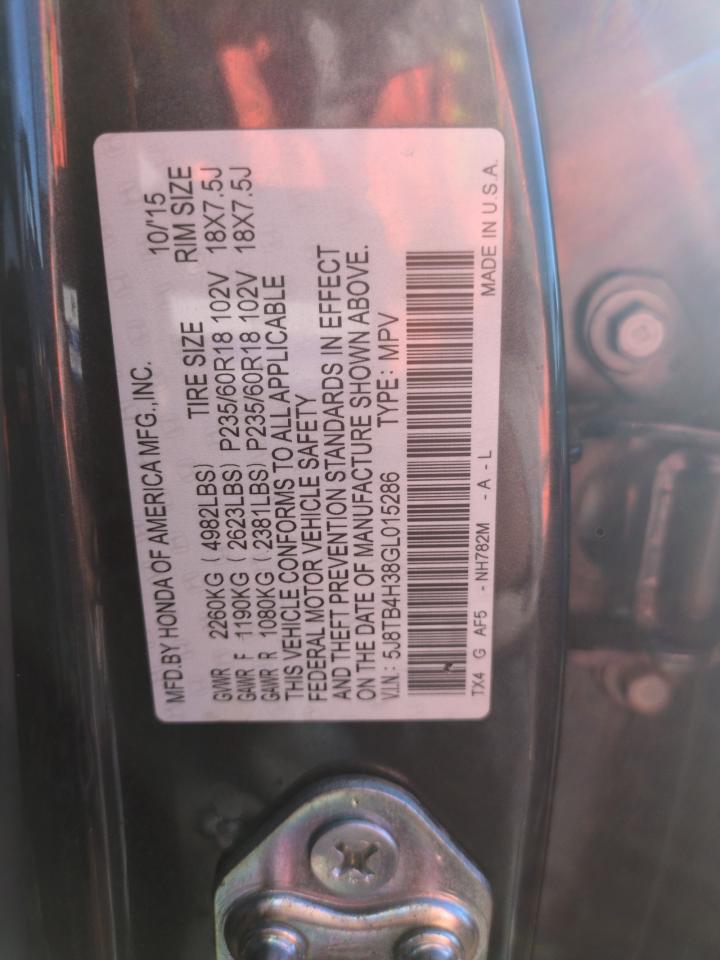 MFD.BY HONDA OF AMERICA MFG.,INC. 10/'15
GVWR 2260KG ( 4982LBS) TIRE SIZE RIM SIZE
GAWR F 1190KG ( 2623LBS) P235/60R18 102V 18X7.5J
GAWR R 1080KG ( 2381LBS) P235/60R18 102V 18X7.5J
THIS VEHICLE CONFORMS TO ALL APPLICABLE
FEDERAL MOTOR VEHICLE SAFETY
AND THEFT PREVENTION STANDARDS IN EFFECT
ON THE DATE OF MANUFACTURE SHOWN ABOVE.
V.I.N.: 5J8TB4H38GL015286 TYPE: MPV
TX4 G AF5 - NH782M - A - L MADE IN U.S.A.